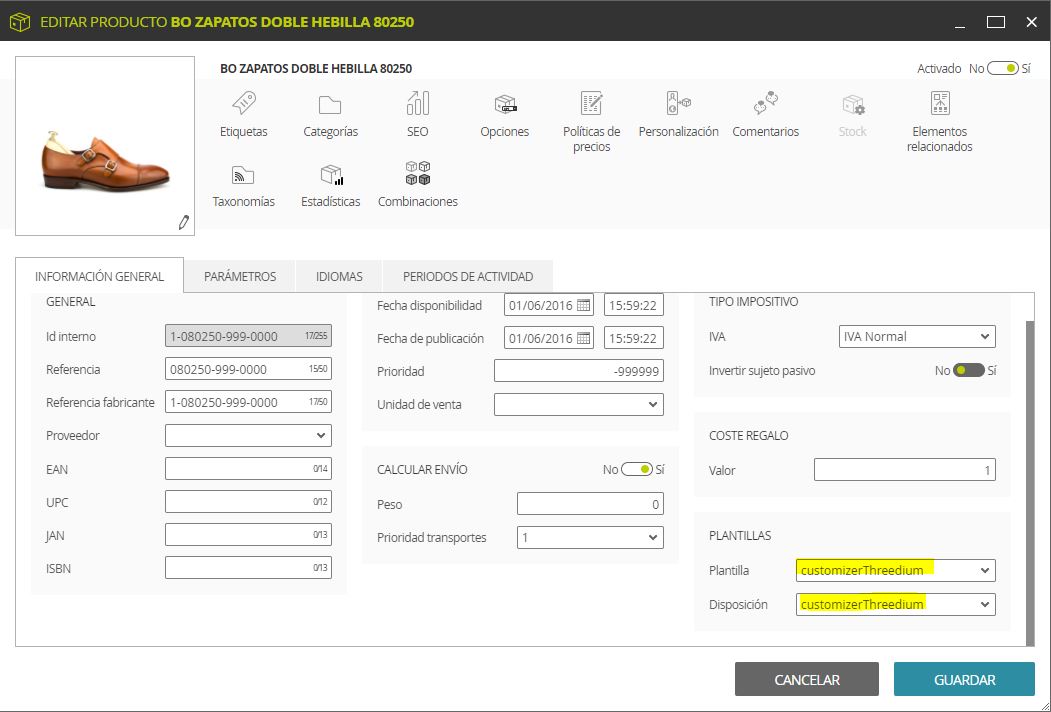 EDITAR PRODUCTO BO ZAPATOS DOBLE HEBILLA 80250
BO ZAPATOS DOBLE HEBILLA 80250
Activado No Sí
Etiquetas
Categorías
SEO
Opciones
Políticas de
precios
Personalización
Comentarios
Stock
Elementos
relacionados
Taxonomías
Estadísticas
Combinaciones
INFORMACIÓN GENERAL
PARÁMETROS
IDIOMAS
PERIODOS DE ACTIVIDAD
GENERAL
Id interno 1-080250-999-0000 17/255
Referencia 080250-999-0000 15/50
Referencia fabricante 1-080250-999-0000 17/50
Proveedor
EAN 0/14
UPC 0/12
JAN 0/13
ISBN 0/13
Fecha disponibilidad 01/06/2016 15:59:22
Fecha de publicación 01/06/2016 15:59:22
Prioridad -999999
Unidad de venta
CALCULAR ENVÍO No Sí
Peso 0
Prioridad transportes 1
TIPO IMPOSITIVO
IVA IVA Normal
Invertir sujeto pasivo No Sí
COSTE REGALO
Valor 1
PLANTILLAS
Plantilla customizerThreedium
Disposición customizerThreedium
CANCELAR
GUARDAR